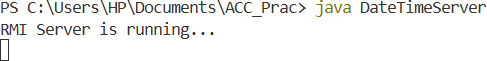 PS C:\Users\HP\Documents\ACC_Prac> java DateTimeServer
RMI Server is running...